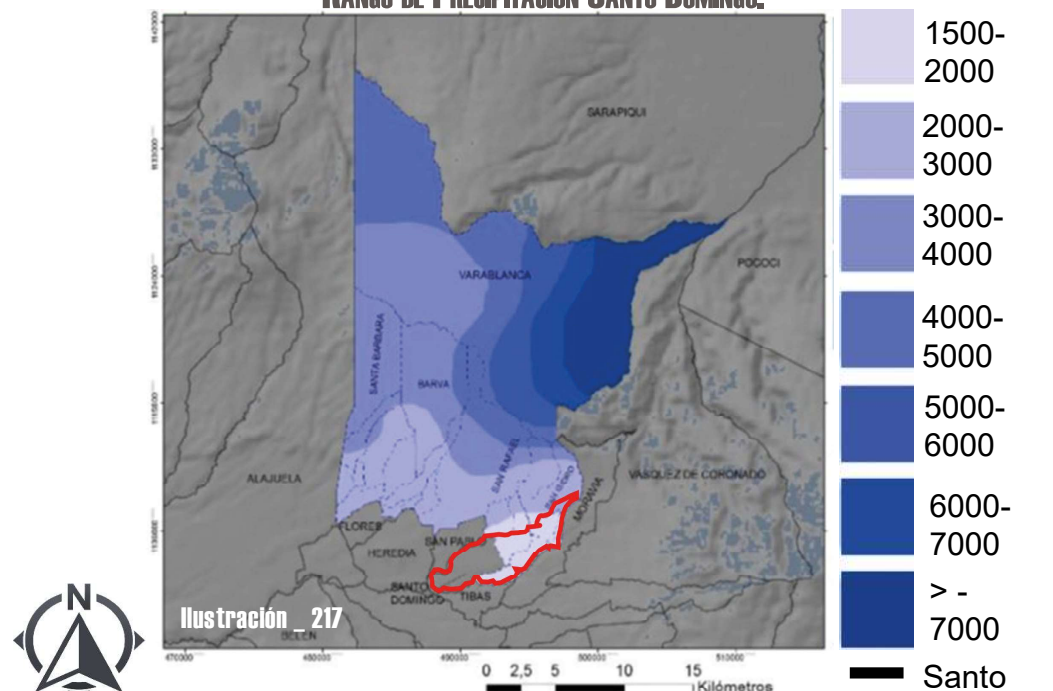 RANGO DE PRECIPITACIÓN SANTO DOMINGO.
1500-
2000
2000-
3000
3000-
4000
4000-
5000
5000-
6000
6000-
7000
> -
7000
Santo
SARAPIQUI
POCOCI
VARABLANCA
SANTA BARBARA
BARVA
SAN RAFAEL
SAN ISIDRO
MORAVIA
VASQUEZ DE CORONADO
ALAJUELA
FLORES
HEREDIA
SAN PABLO
SANTO
DOMINGO
TIBAS
BELEN
Ilustración _ 217
N
470000
480000
490000
500000
510000
0 2,5 5 10 15
Kilómetros